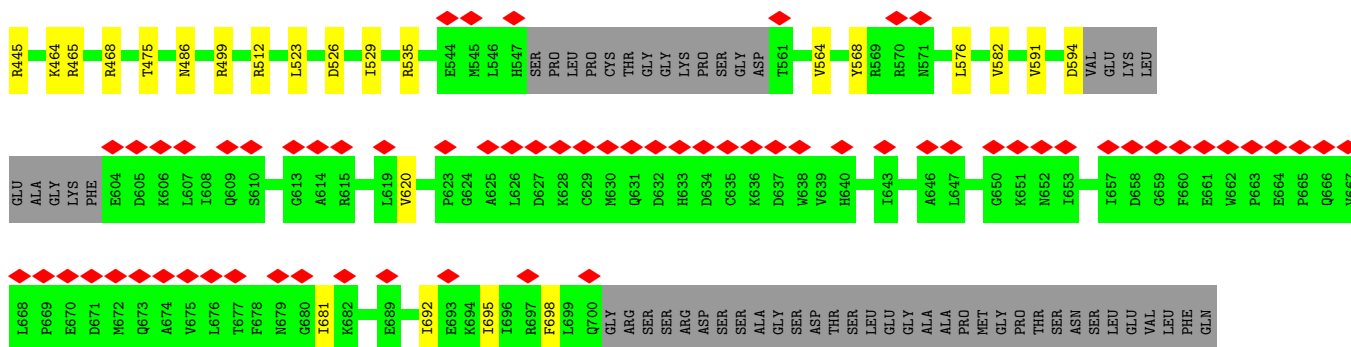 R445 K464 R465 R468 T475 N486 R499 R512 L523 D526 I529 R535 E544 M545 L546 H547 SER PRO LEU PRO CYS THR GLY GLY LYS PRO SER GLY ASP T561 V564 Y568 R569 R570 N571 L576 V582 V591 D594 VAL GLU LYS LEU
GLU ALA GLY LYS PHE E604 D605 K606 L607 I608 Q609 S610 G613 A614 R615 L619 V620 P623 G624 A625 L626 D627 K628 C629 M630 Q631 D632 H633 D634 C635 K636 D637 W638 V639 H640 I643 A646 L647 G650 K651 N652 I653 I657 D658 G659 F660 E661 W662 P663 E664 P665 Q666 V667
L668 P669 E670 D671 M672 Q673 A674 V675 L676 T677 F678 N679 G680 I681 K682 E689 I692 E693 K694 I695 I696 R697 F698 L699 Q700 GLY ARG SER SER ARG ASP SER SER ALA GLY SER ASP THR SER LEU GLU GLY ALA ALA PRO MET GLY PRO THR SER ASN SER LEU GLU VAL LEU PHE GLN